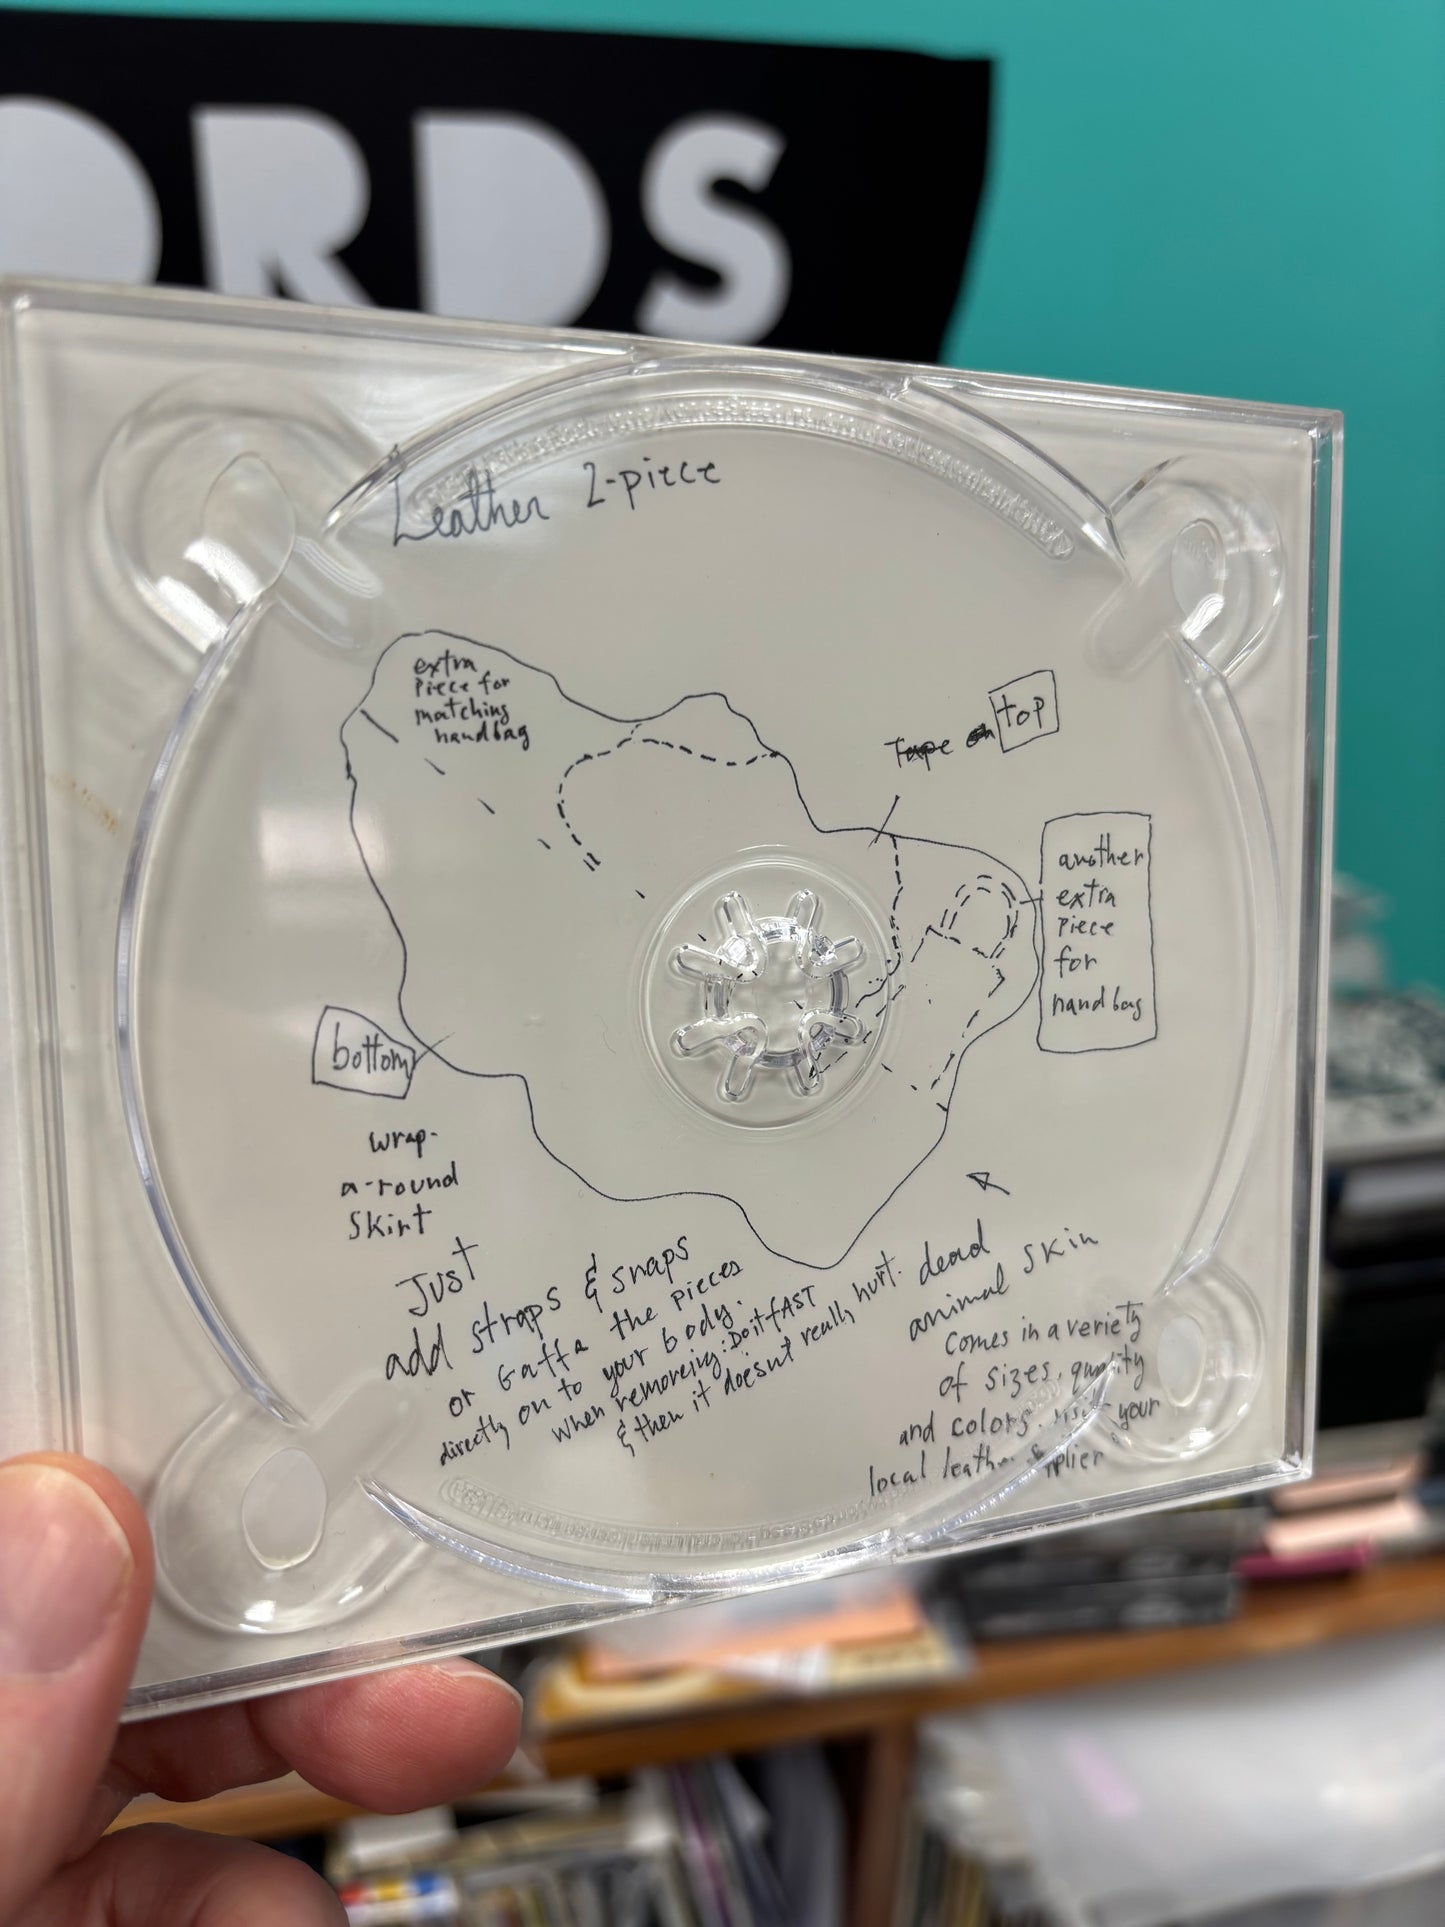 ORDS
Leather 2-piece
extra
piece for
matching
handbag
Tape on top
another
extra
piece
for
handbag
bottom
wrap-
a-round
skirt
Just
add straps & snaps
or Gaffa the pieces
directly on to your body.
When removeing: Do it FAST
& then it doesn't really hurt.
dead
animal skin
comes in a veriety
of sizes, quality
and colors. visit your
local leather supplier